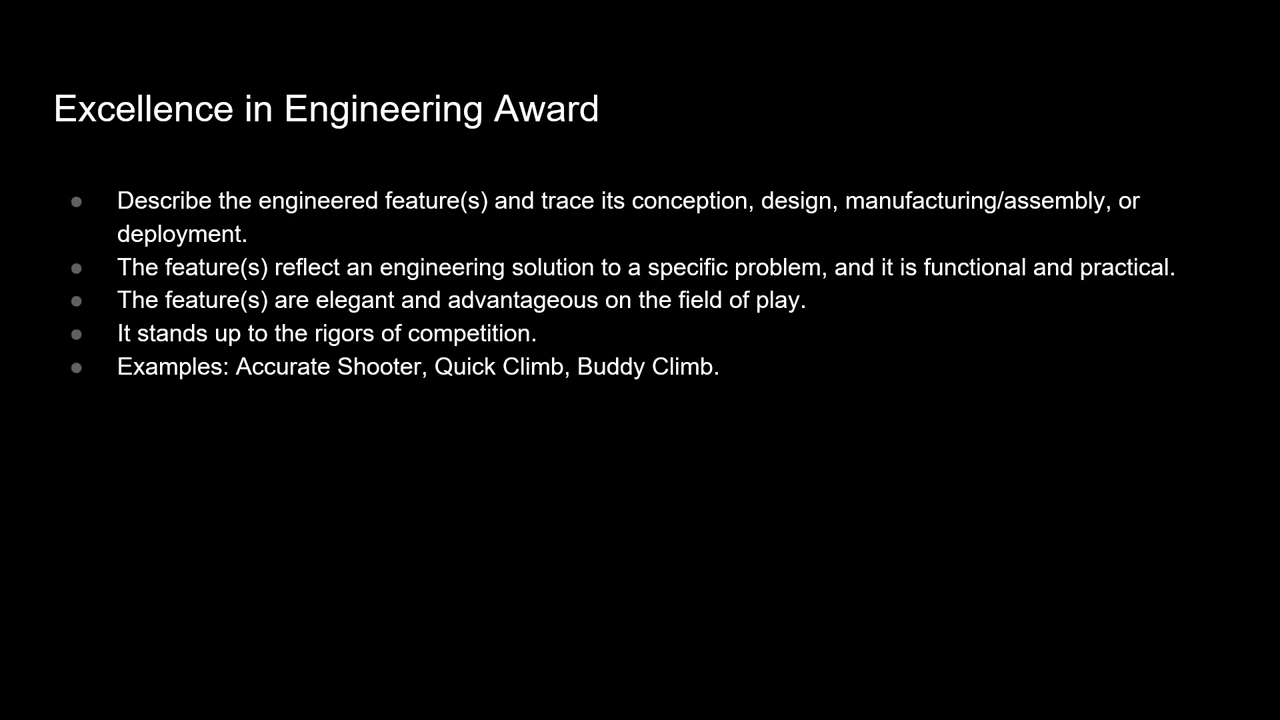 Excellence in Engineering Award
● Describe the engineered feature(s) and trace its conception, design, manufacturing/assembly, or
deployment.
● The feature(s) reflect an engineering solution to a specific problem, and it is functional and practical.
● The feature(s) are elegant and advantageous on the field of play.
● It stands up to the rigors of competition.
● Examples: Accurate Shooter, Quick Climb, Buddy Climb.